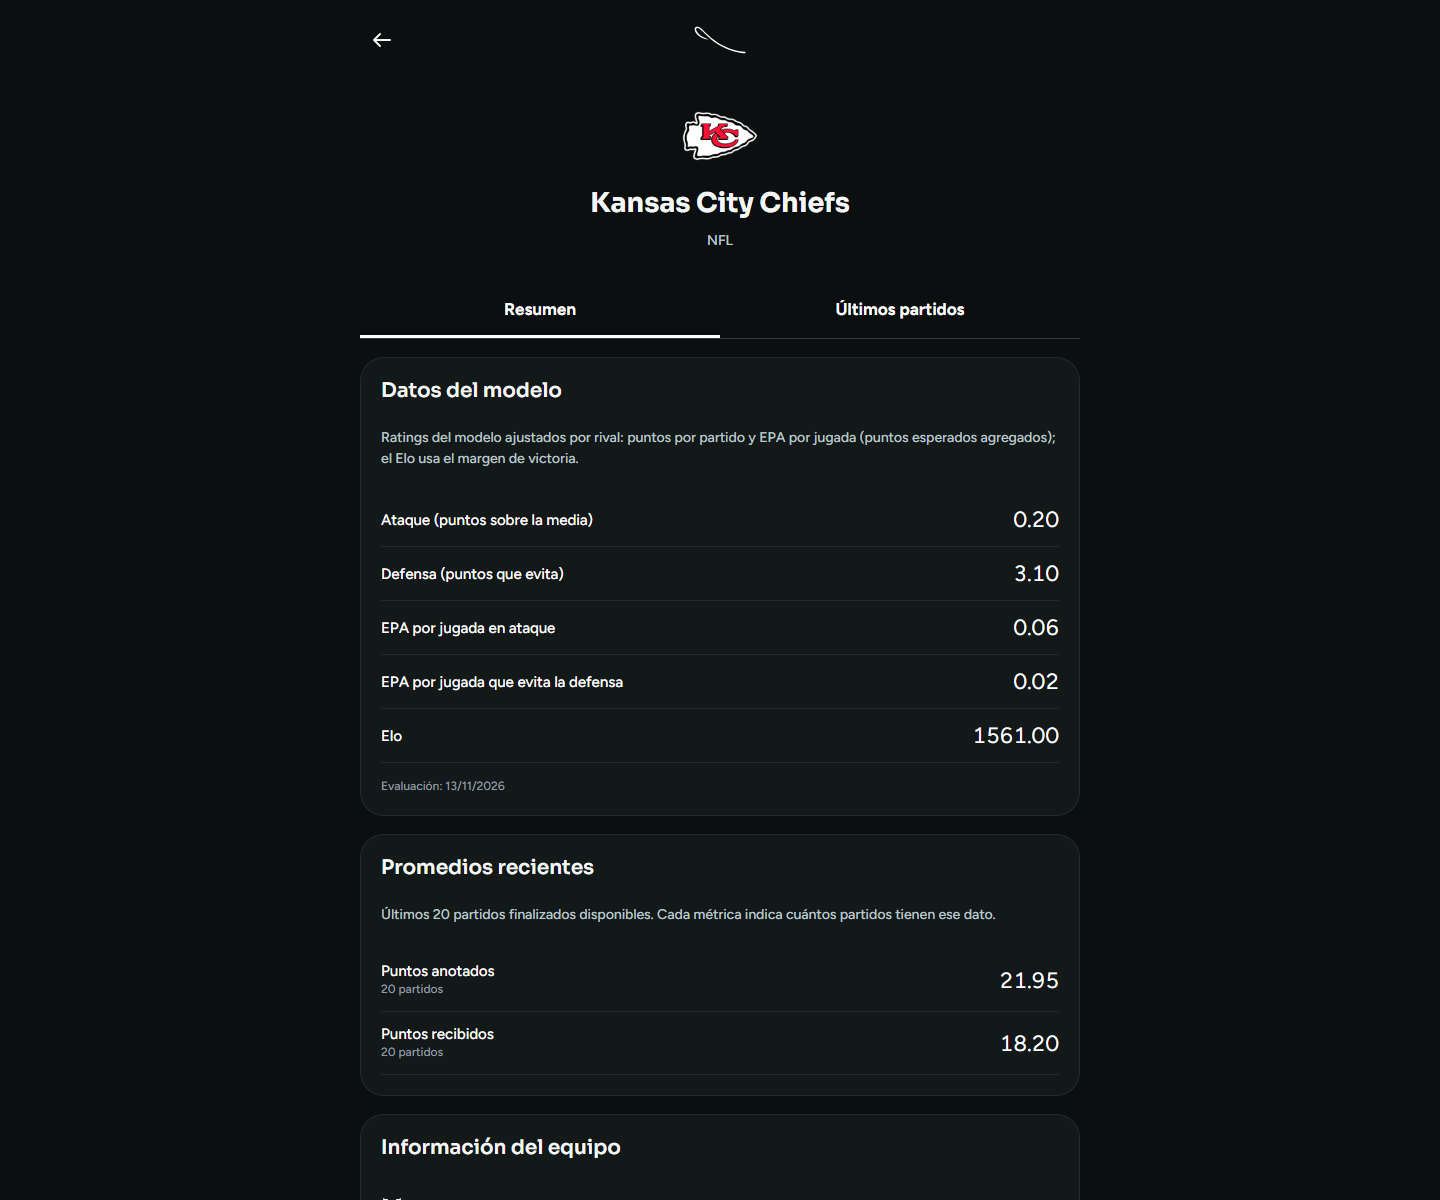 KC
Kansas City Chiefs
NFL
Resumen
Últimos partidos
Datos del modelo
Ratings del modelo ajustados por rival: puntos por partido y EPA por jugada (puntos esperados agregados);
el Elo usa el margen de victoria.
Ataque (puntos sobre la media) 0.20
Defensa (puntos que evita) 3.10
EPA por jugada en ataque 0.06
EPA por jugada que evita la defensa 0.02
Elo 1561.00
Evaluación: 13/11/2026
Promedios recientes
Últimos 20 partidos finalizados disponibles. Cada métrica indica cuántos partidos tienen ese dato.
Puntos anotados 21.95
20 partidos
Puntos recibidos 18.20
20 partidos
Información del equipo